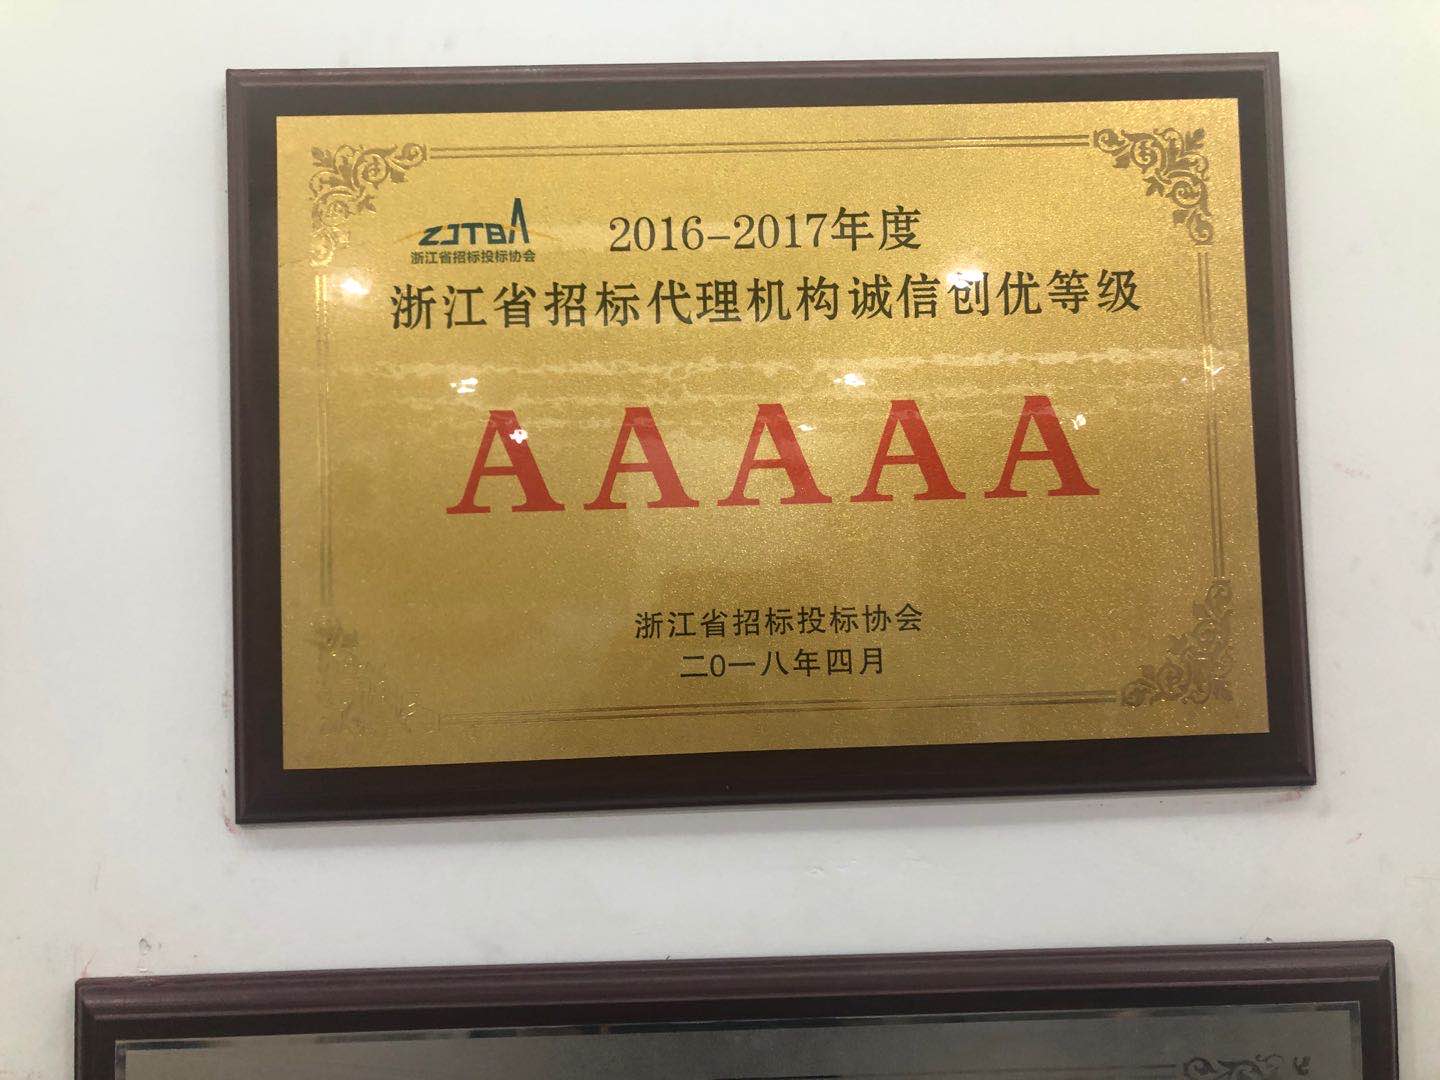 ZJTBA
浙江省招标投标协会
2016-2017年度
浙江省招标代理机构诚信创优等级
AAAAA
浙江省招标投标协会
二0一八年四月